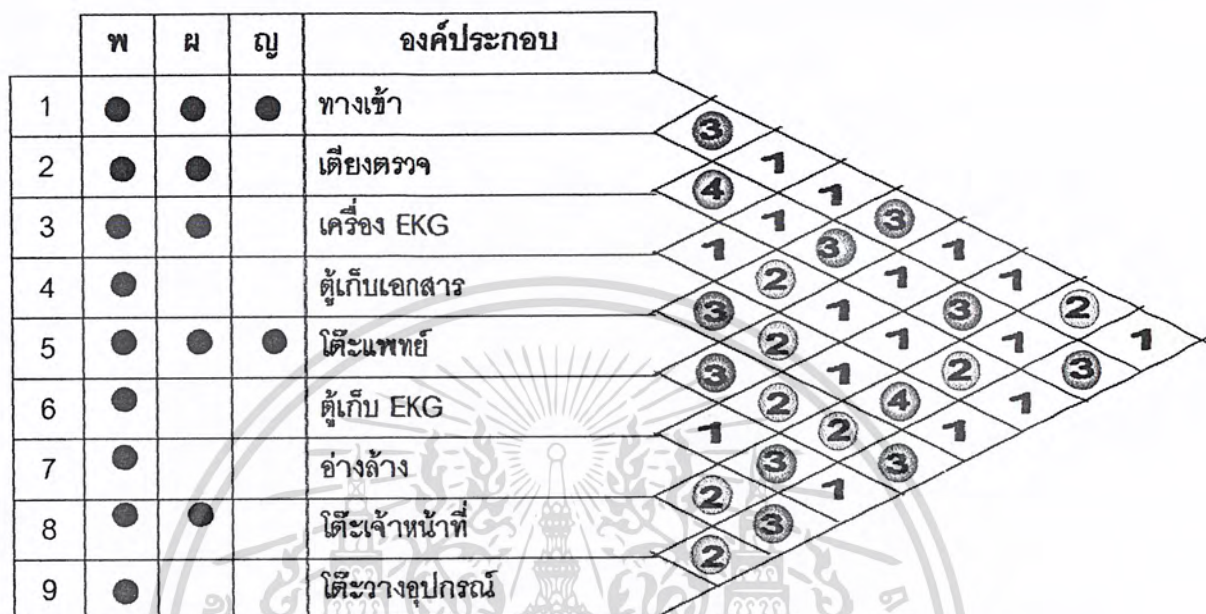 พ ผ ญ องค์ประกอบ
1 ● ● ● ทางเข้า
3
2 ● ● เตียงตรวจ 1
4 1
3 ● ● เครื่อง EKG 1 3
1 3 1
4 ● ตู้เก็บเอกสาร 2 1 1
3 1 3 2
5 ● ● ● โต๊ะแพทย์ 2 1 1 1
3 1 2 3
6 ● ตู้เก็บ EKG 2 4 1
1 2 1
7 ● อ่างล้าง 3 3
2 1
8 ● ● โต๊ะเจ้าหน้าที่ 3
2
9 ● โต๊ะวางอุปกรณ์